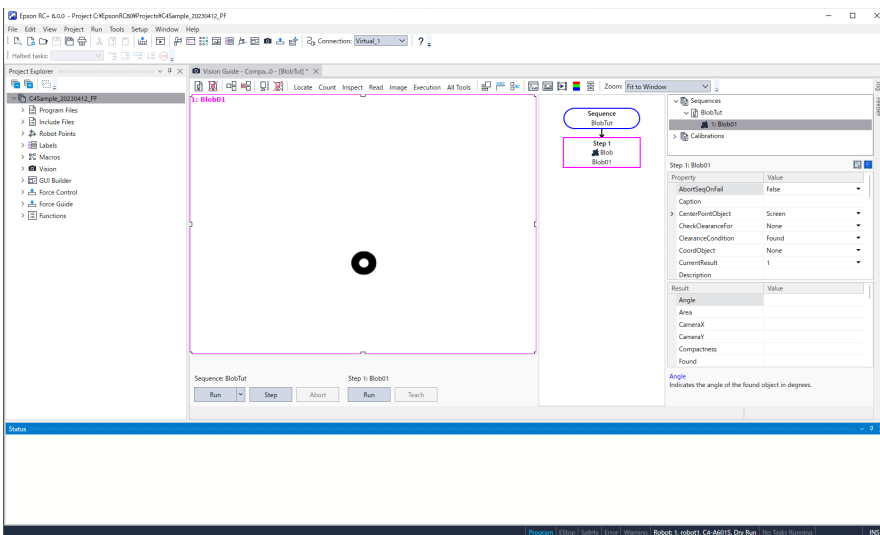 Epson RC+ 8.0.0 - Project C:¥EpsonRC80¥Projects¥C4Sample_20230412_PF
File Edit View Project Run Tools Setup Window Help
Connection: Virtual_1
Halted tasks:
Project Explorer
Vision Guide - Compa...0 - [BlobTut] *
Locate Count Inspect Read Image Execution All Tools
Zoom: Fit to Window
C4Sample_20230412_PF
Program Files
Include Files
Robot Points
Labels
Macros
Vision
GUI Builder
Force Control
Force Guide
Functions
1: Blob01
Sequence
BlobTut
Step 1
Blob
Blob01
Sequences
BlobTut
1: Blob01
Calibrations
Step 1: Blob01
Property Value
AbortSeqOnFail False
Caption
CenterPointObject Screen
CheckClearanceFor None
ClearanceCondition Found
CoordObject None
CurrentResult 1
Description
Result Value
Angle
Area
CameraX
CameraY
Compactness
Found
Angle
Indicates the angle of the found object in degrees.
Sequence: BlobTut Step 1: Blob01
Run Step Abort Run Teach
Status
Program EStop Safety Error Warning Robot: 1, robot1, C4-A601S, Dry Run No Tasks Running INS